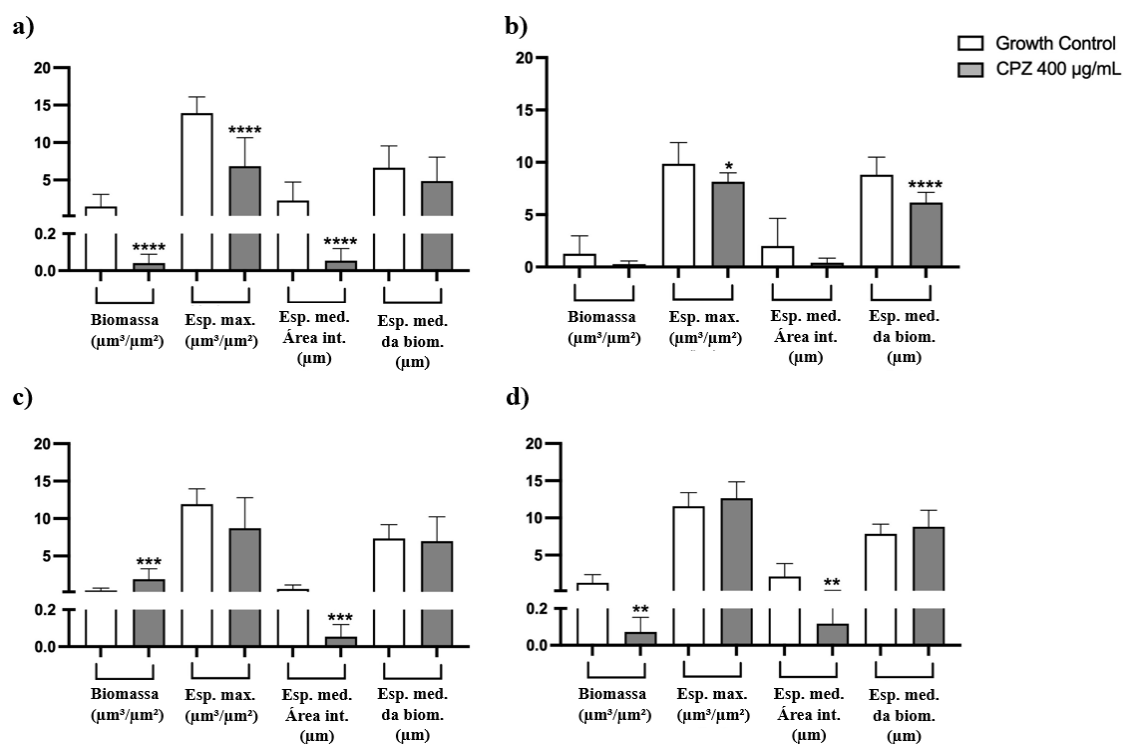 a)
20
15
10
5
0.2
0.0
****
****
****
Biomassa
(µm³/µm²)
Esp. max.
(µm³/µm²)
Esp. med.
Área int.
(µm)
Esp. med.
da biom.
(µm)
b)
Growth Control
CPZ 400 µg/mL
20
15
10
5
0
*
****
Biomassa
(µm³/µm²)
Esp. max.
(µm³/µm²)
Esp. med.
Área int.
(µm)
Esp. med.
da biom.
(µm)
c)
20
15
10
5
0.2
0.0
***
***
Biomassa
(µm³/µm²)
Esp. max.
(µm³/µm²)
Esp. med.
Área int.
(µm)
Esp. med.
da biom.
(µm)
d)
20
15
10
5
0.2
0.0
**
**
Biomassa
(µm³/µm²)
Esp. max.
(µm³/µm²)
Esp. med.
Área int.
(µm)
Esp. med.
da biom.
(µm)